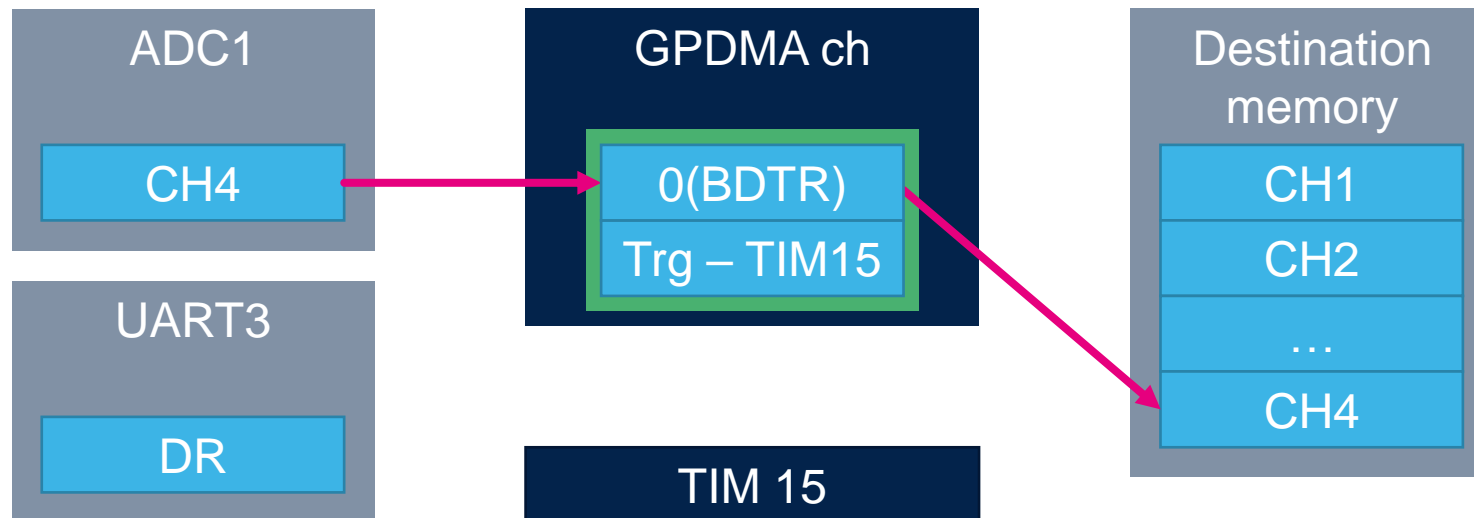 ADC1
CH4
UART3
DR
GPDMA ch
0(BDTR)
Trg – TIM15
TIM 15
Destination
memory
CH1
CH2
…
CH4